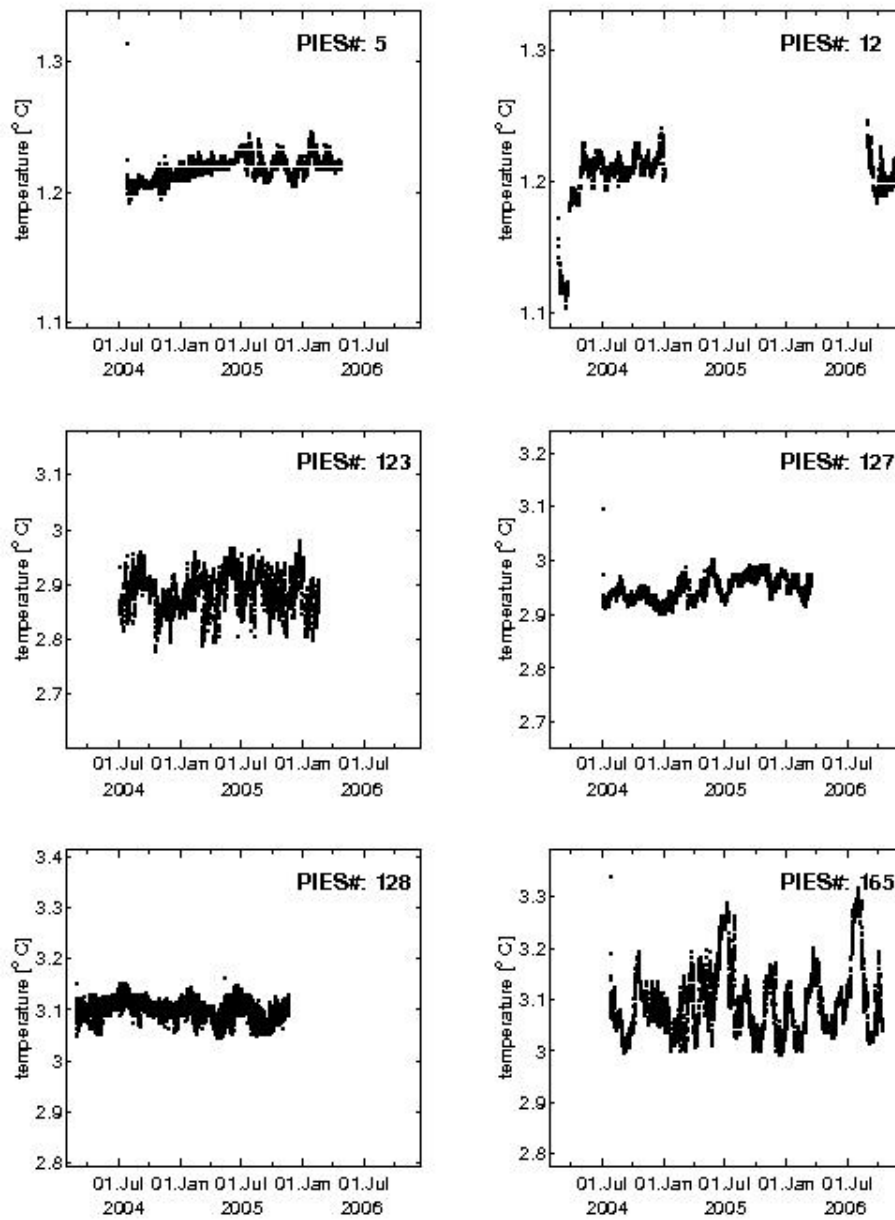 PIES#: 5
1.3
1.2
1.1
temperature [°C]
01.Jul 01.Jan 01.Jul 01.Jan 01.Jul
2004 2005 2006
PIES#: 12
1.3
1.2
1.1
temperature [°C]
01.Jul 01.Jan 01.Jul 01.Jan 01.Jul
2004 2005 2006
PIES#: 123
3.1
3
2.9
2.8
2.7
temperature [°C]
01.Jul 01.Jan 01.Jul 01.Jan 01.Jul
2004 2005 2006
PIES#: 127
3.2
3.1
3
2.9
2.8
2.7
temperature [°C]
01.Jul 01.Jan 01.Jul 01.Jan 01.Jul
2004 2005 2006
PIES#: 128
3.4
3.3
3.2
3.1
3
2.9
2.8
temperature [°C]
01.Jul 01.Jan 01.Jul 01.Jan 01.Jul
2004 2005 2006
PIES#: 165
3.3
3.2
3.1
3
2.9
2.8
temperature [°C]
01.Jul 01.Jan 01.Jul 01.Jan 01.Jul
2004 2005 2006